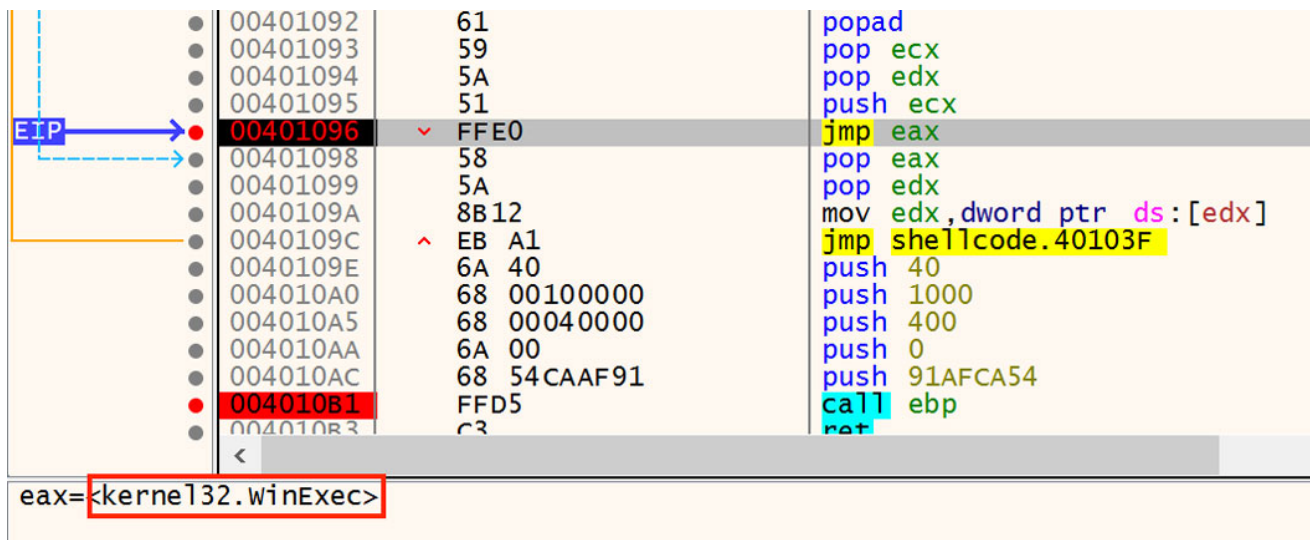 00401092 61 popad
00401093 59 pop ecx
00401094 5A pop edx
00401095 51 push ecx
EIP 00401096 FFE0 jmp eax
00401098 58 pop eax
00401099 5A pop edx
0040109A 8B12 mov edx,dword ptr ds:[edx]
0040109C EB A1 jmp shellcode.40103F
0040109E 6A 40 push 40
004010A0 68 00100000 push 1000
004010A5 68 00040000 push 400
004010AA 6A 00 push 0
004010AC 68 54CAAF91 push 91AFCA54
004010B1 FFD5 call ebp
004010B3 C3 ret
eax=<kernel32.WinExec>